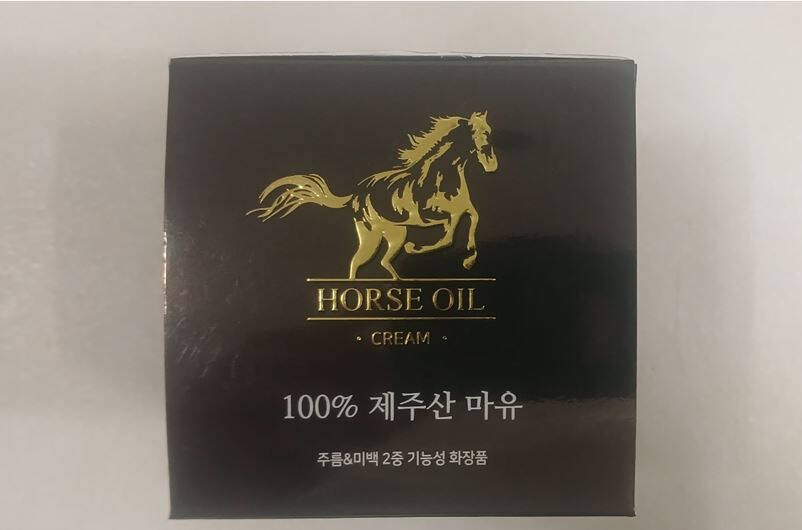 HORSE OIL
· CREAM ·
100% 제주산 마유
주름&미백 2중 기능성 화장품